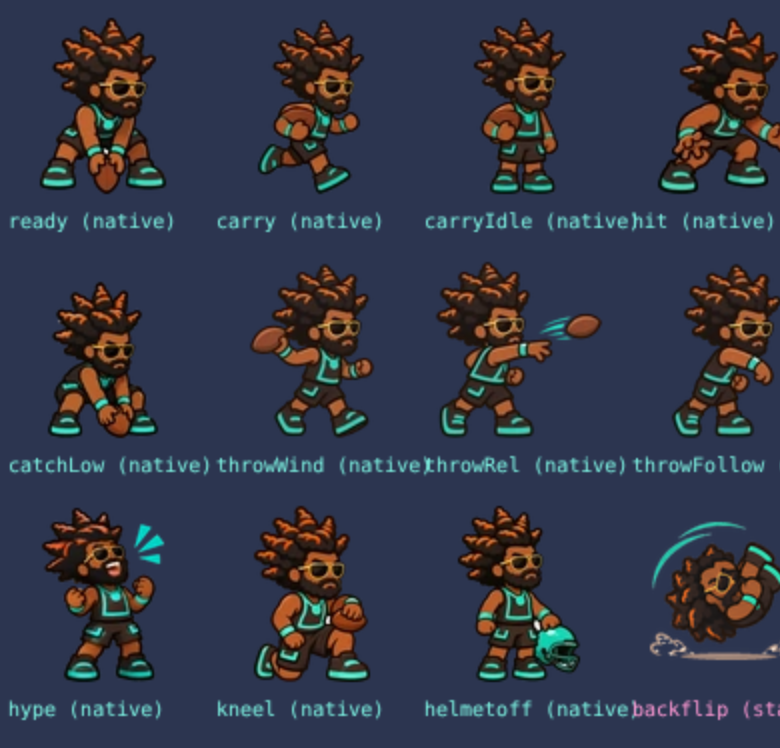 ready (native)
carry (native)
carryIdle (native)
hit (native)
catchLow (native)
throwWind (native)
throwRel (native)
throwFollow
hype (native)
kneel (native)
helmetoff (native)
backflip (sta